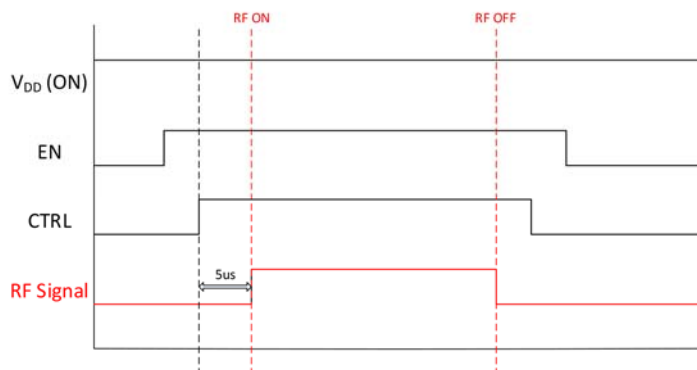 RF ON
RF OFF
VDD (ON)
EN
CTRL
5us
RF Signal